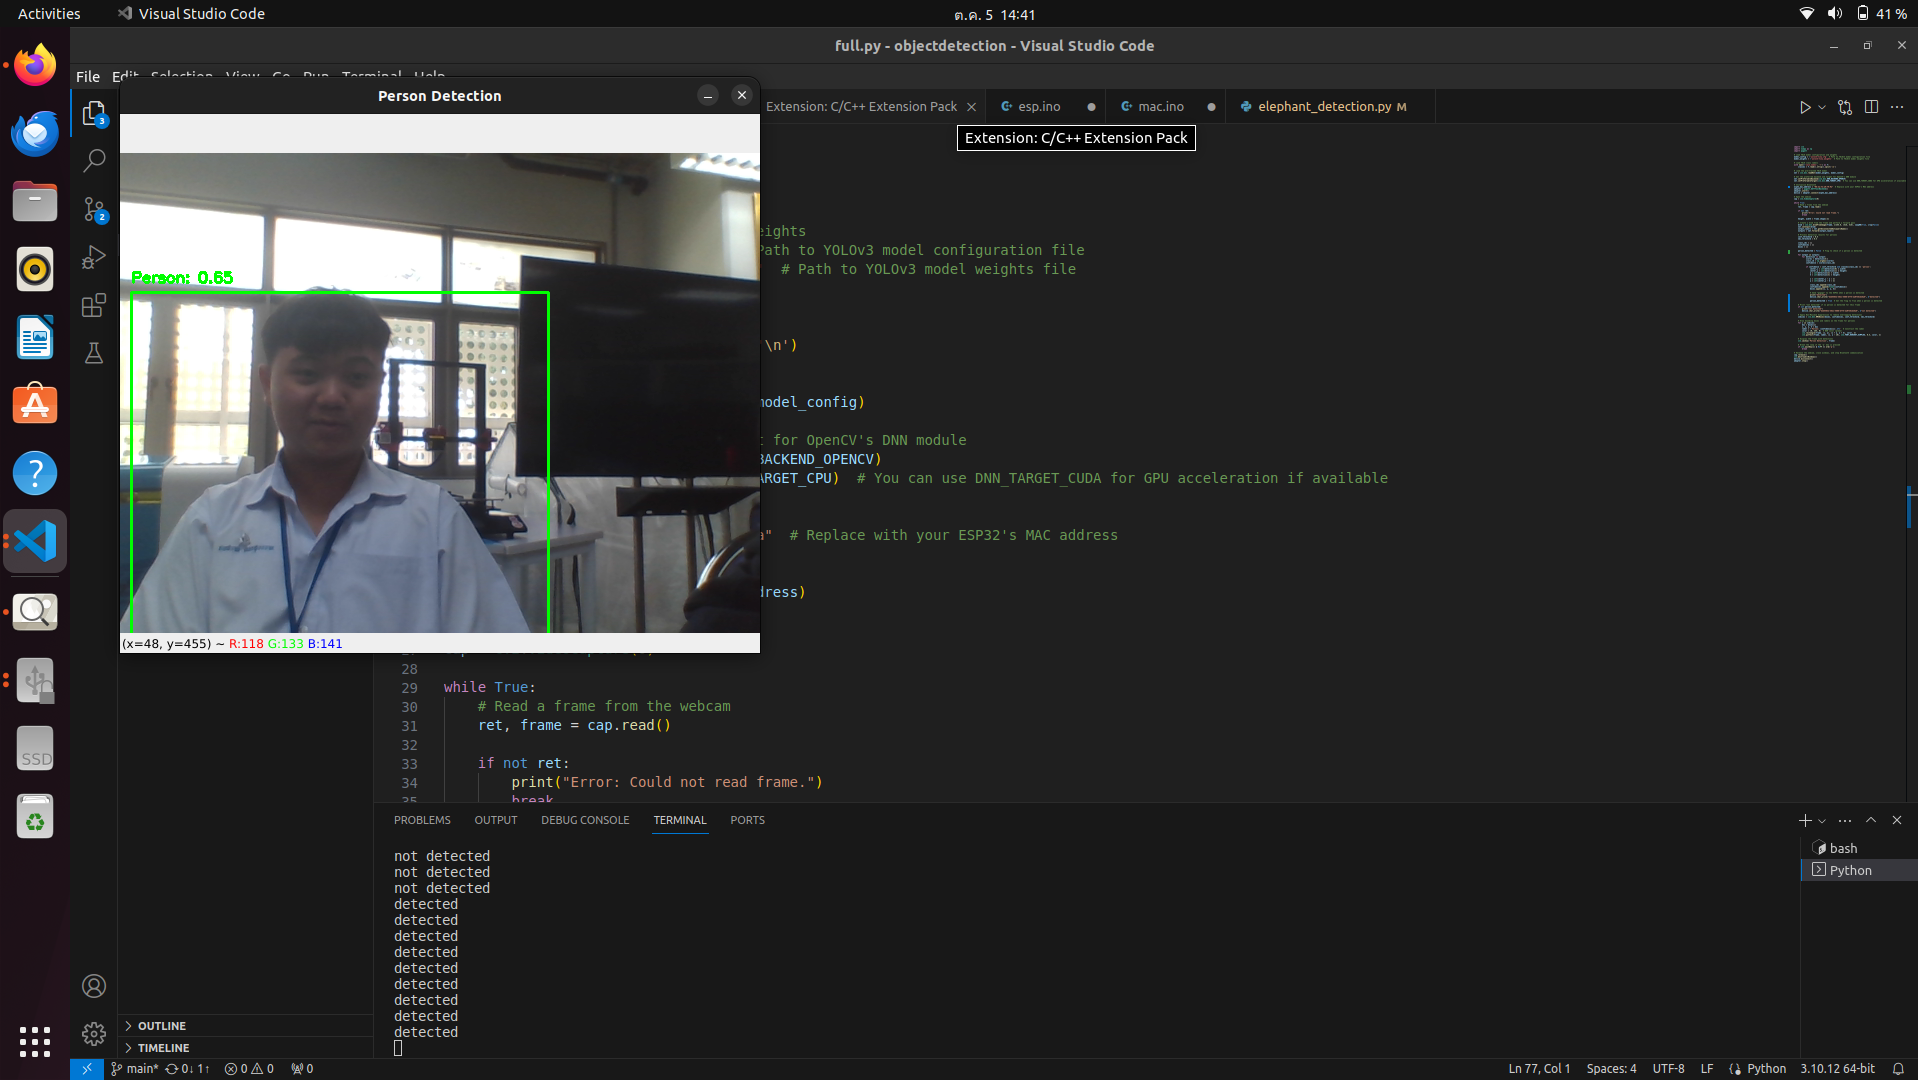 Activities
Visual Studio Code
ต.ค. 5 14:41
41 %
full.py - objectdetection - Visual Studio Code
File Edit Selection View Go Run Terminal Help
Person Detection
Extension: C/C++ Extension Pack
esp.ino
mac.ino
elephant_detection.py M
Extension: C/C++ Extension Pack
3
2
Person: 0.65
eights
Path to YOLOv3 model configuration file
# Path to YOLOv3 model weights file
\n')
model_config)
t for OpenCV's DNN module
BACKEND_OPENCV)
ARGET_CPU) # You can use DNN_TARGET_CUDA for GPU acceleration if available
a" # Replace with your ESP32's MAC address
dress)
(x=48, y=455) ~ R:118 G:133 B:141
28
29 while True:
30 # Read a frame from the webcam
31 ret, frame = cap.read()
32
33 if not ret:
34 print("Error: Could not read frame.")
35 break
PROBLEMS OUTPUT DEBUG CONSOLE TERMINAL PORTS
not detected
not detected
not detected
detected
detected
detected
detected
detected
detected
detected
detected
detected
bash
Python
SSD
OUTLINE
TIMELINE
main* 0↓ 1↑ 0 0 0
Ln 77, Col 1 Spaces: 4 UTF-8 LF Python 3.10.12 64-bit